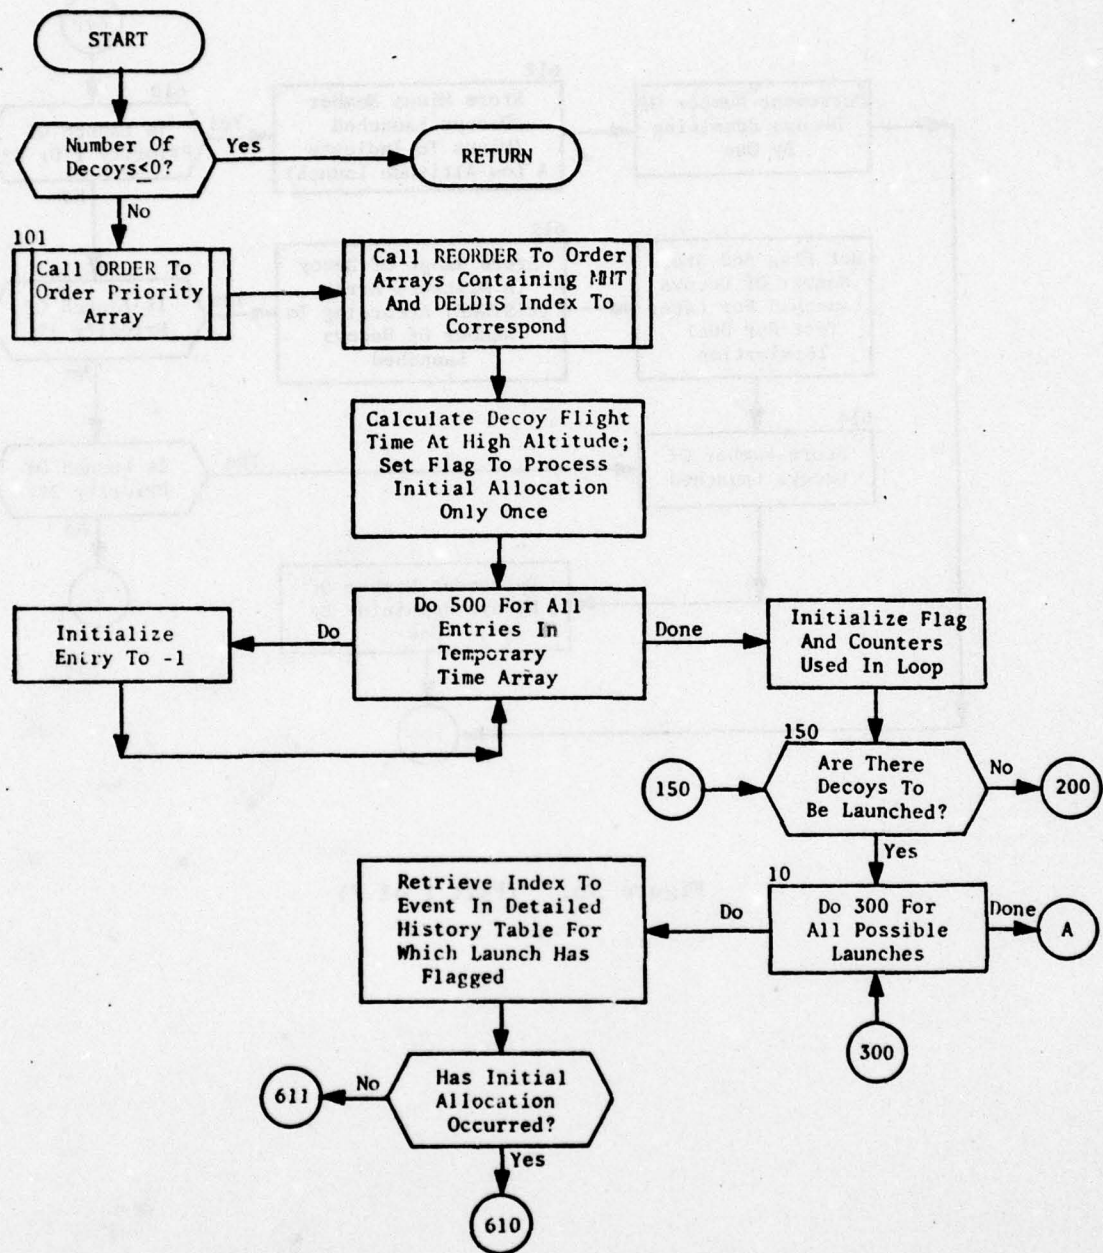 START
Number Of
Decoys≤0?
Yes
RETURN
No
101
Call ORDER To
Order Priority
Array
Call REORDER To Order
Arrays Containing
And DELDIS Index To
Correspond
Calculate Decoy Flight
Time At High Altitude;
Set Flag To Process
Initial Allocation
Only Once
Do 500 For All
Entries In
Temporary
Time Array
Do
Initialize
Entry To -1
Done
Initialize Flag
And Counters
Used In Loop
150
150
Are There
Decoys To
Be Launched?
No
200
Yes
10
Do 300 For
All Possible
Launches
Done
A
300
Do
Retrieve Index To
Event In Detailed
History Table For
Which Launch Has
Flagged
Has Initial
Allocation
Occurred?
No
611
Yes
610